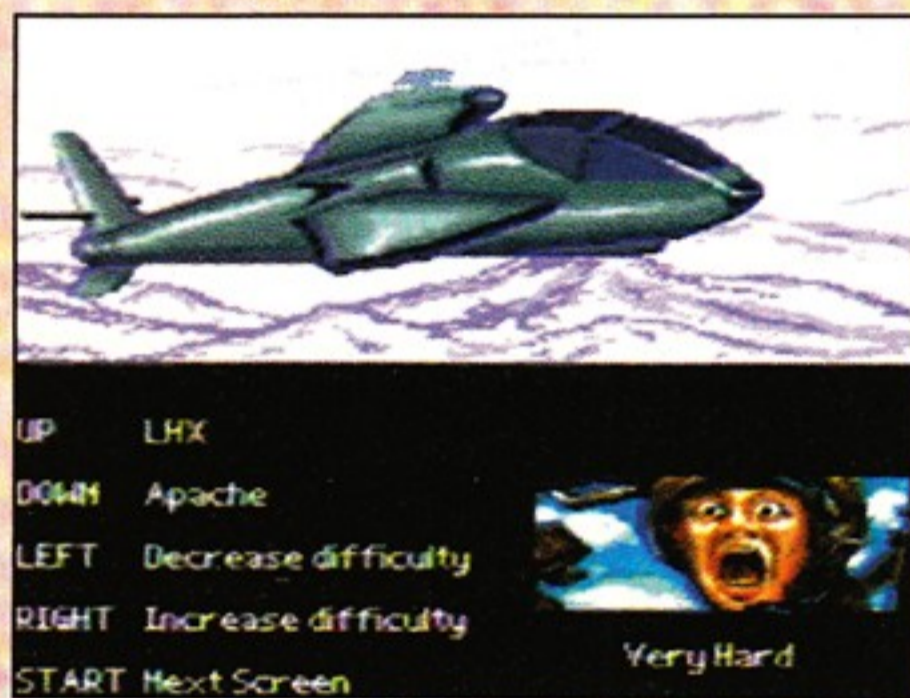 UP LHX
DOWN Apache
LEFT Decrease difficulty
RIGHT Increase difficulty
START Next Screen
Very Hard